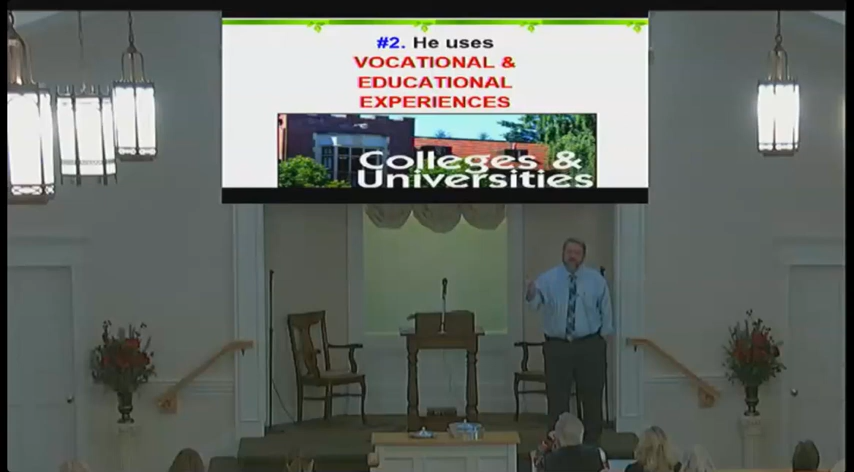 #2. He uses
VOCATIONAL &
EDUCATIONAL
EXPERIENCES
Colleges &
Universities